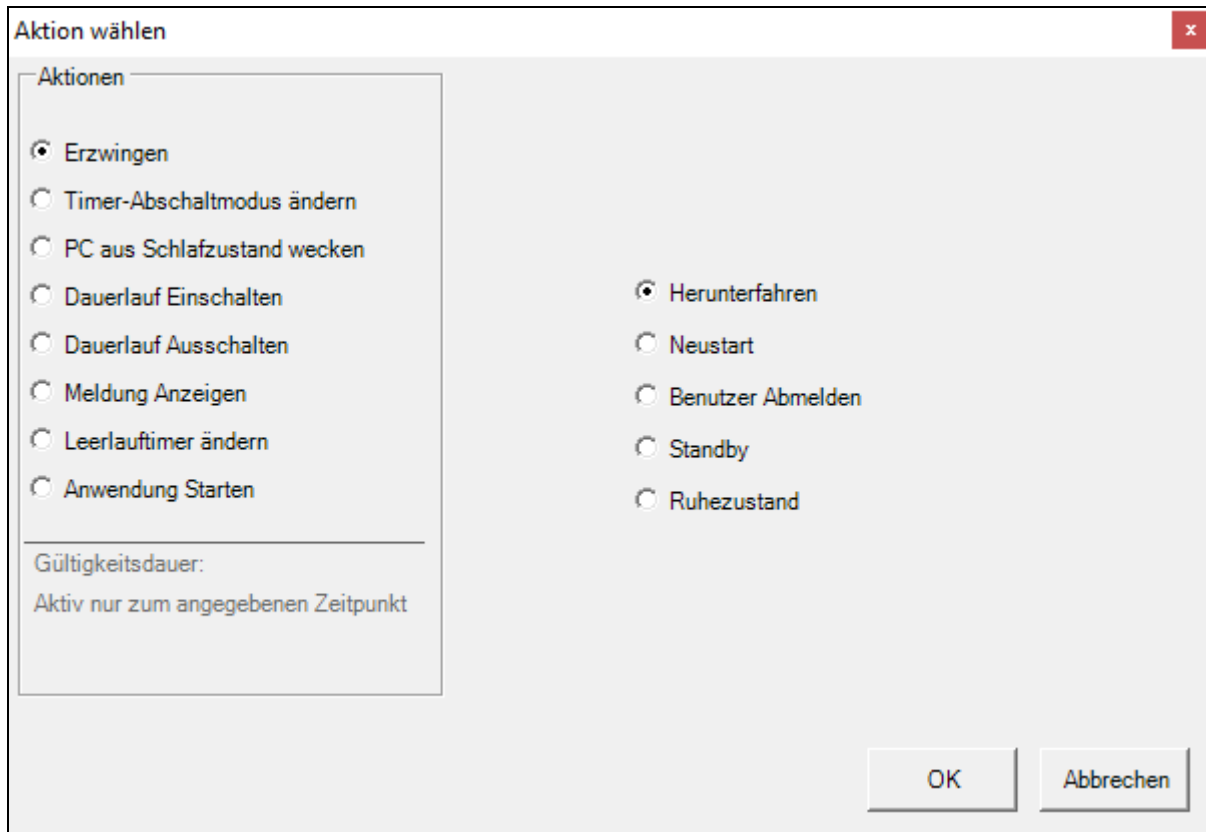 Aktion wählen
x
Aktionen
Erzwingen
Timer-Abschaltmodus ändern
PC aus Schlafzustand wecken
Dauerlauf Einschalten
Dauerlauf Ausschalten
Meldung Anzeigen
Leerlauftimer ändern
Anwendung Starten
Gültigkeitsdauer:
Aktiv nur zum angegebenen Zeitpunkt
Herunterfahren
Neustart
Benutzer Abmelden
Standby
Ruhezustand
OK
Abbrechen